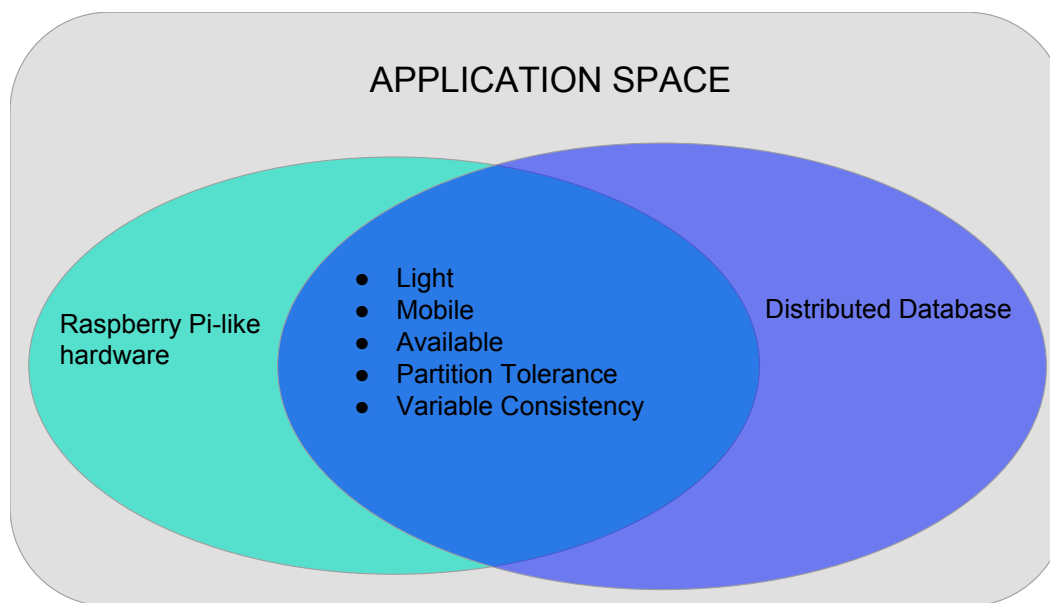 APPLICATION SPACE
Raspberry Pi-like
hardware
● Light
● Mobile
● Available
● Partition Tolerance
● Variable Consistency
Distributed Database